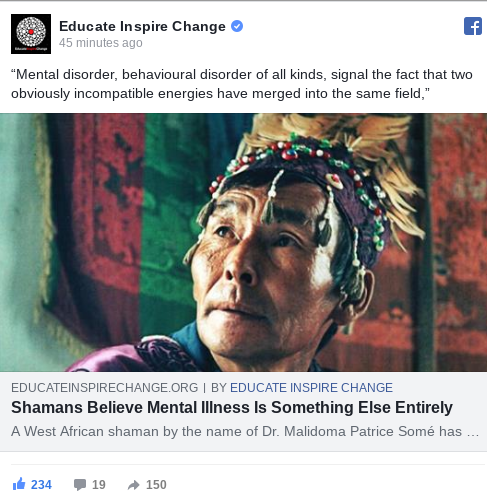 Educate Inspire Change
45 minutes ago
“Mental disorder, behavioural disorder of all kinds, signal the fact that two
obviously incompatible energies have merged into the same field,”
EDUCATEINSPIRECHANGE.ORG | BY EDUCATE INSPIRE CHANGE
Shamans Believe Mental Illness Is Something Else Entirely
A West African shaman by the name of Dr. Malidoma Patrice Somé has ...
234 19 150